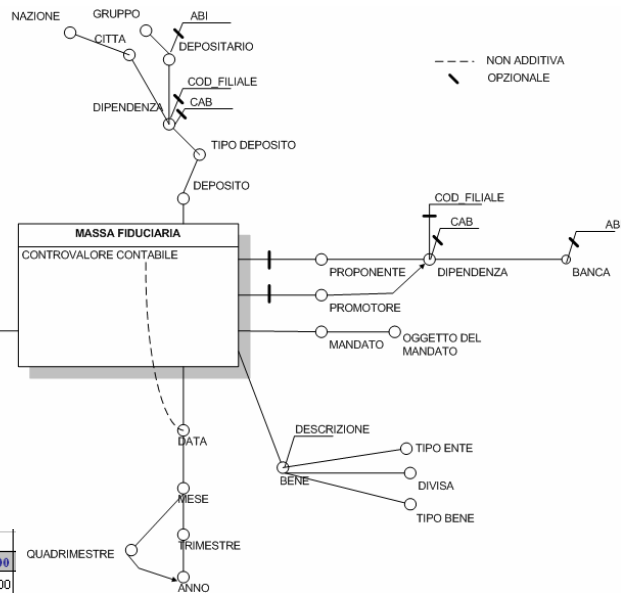 NAZIONE
GRUPPO
ABI
CITTA
DEPOSITARIO
NON ADDITIVA
OPZIONALE
COD_FILIALE
DIPENDENZA
CAB
TIPO DEPOSITO
DEPOSITO
COD_FILIALE
CAB
AB
MASSA FIDUCIARIA
CONTROVALORE CONTABILE
PROPONENTE
DIPENDENZA
BANCA
PROMOTORE
MANDATO
OGGETTO DEL
MANDATO
DESCRIZIONE
DATA
TIPO ENTE
BENE
DIVISA
MESE
TIPO BENE
TRIMESTRE
QUADRIMESTRE
ANNO
00